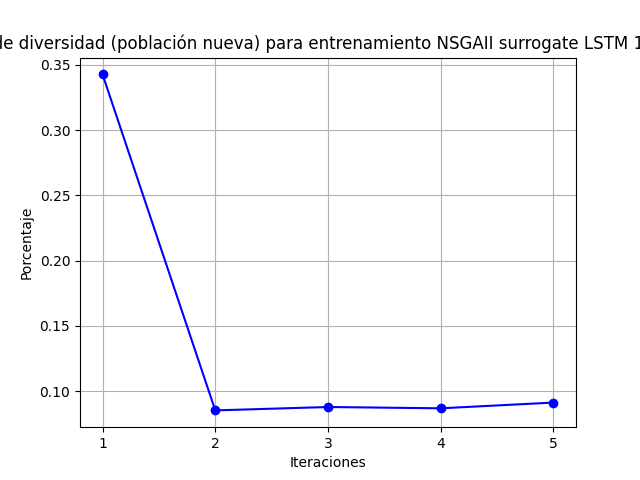 de diversidad (población nueva) para entrenamiento NSGAII surrogate LSTM 1
0.35
0.30
0.25
0.20
0.15
0.10
Porcentaje
1 2 3 4 5
Iteraciones